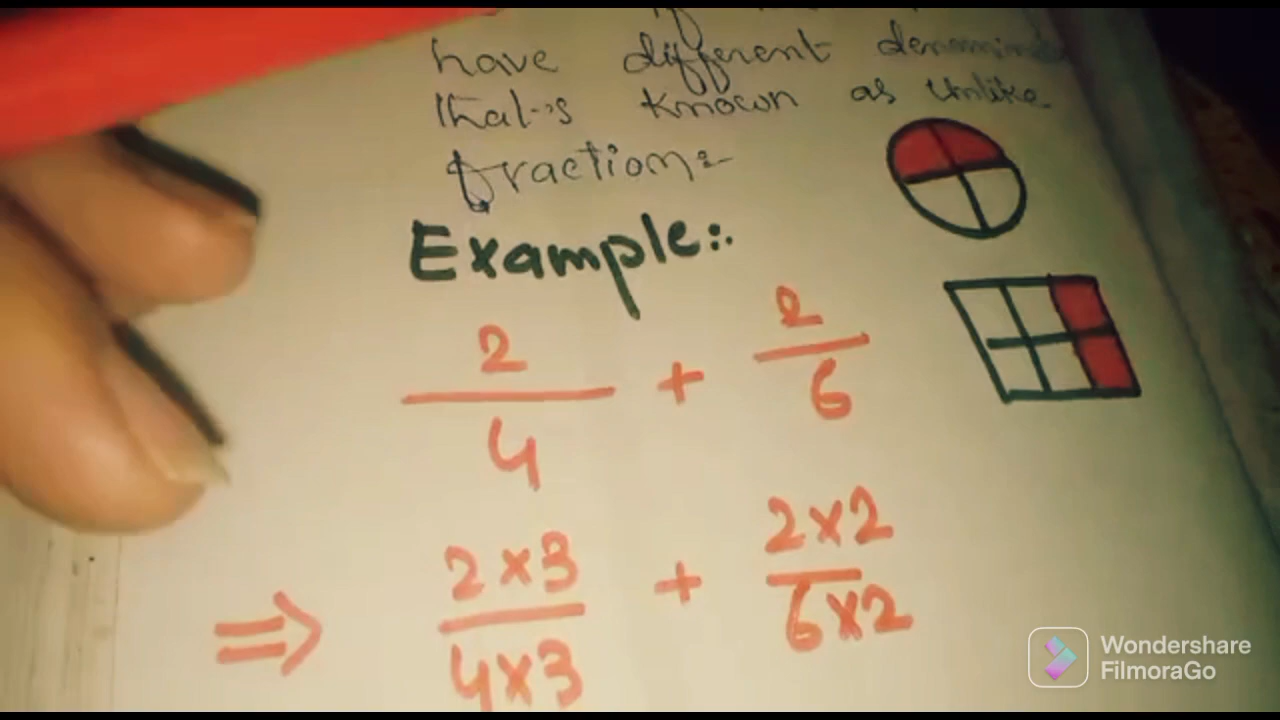 have different
that's known as unlike
fraction:-
Example:.
2/4 + 2/6
⇒ 2×3/4×3 + 2×2/6×2
Wondershare
FilmoraGo